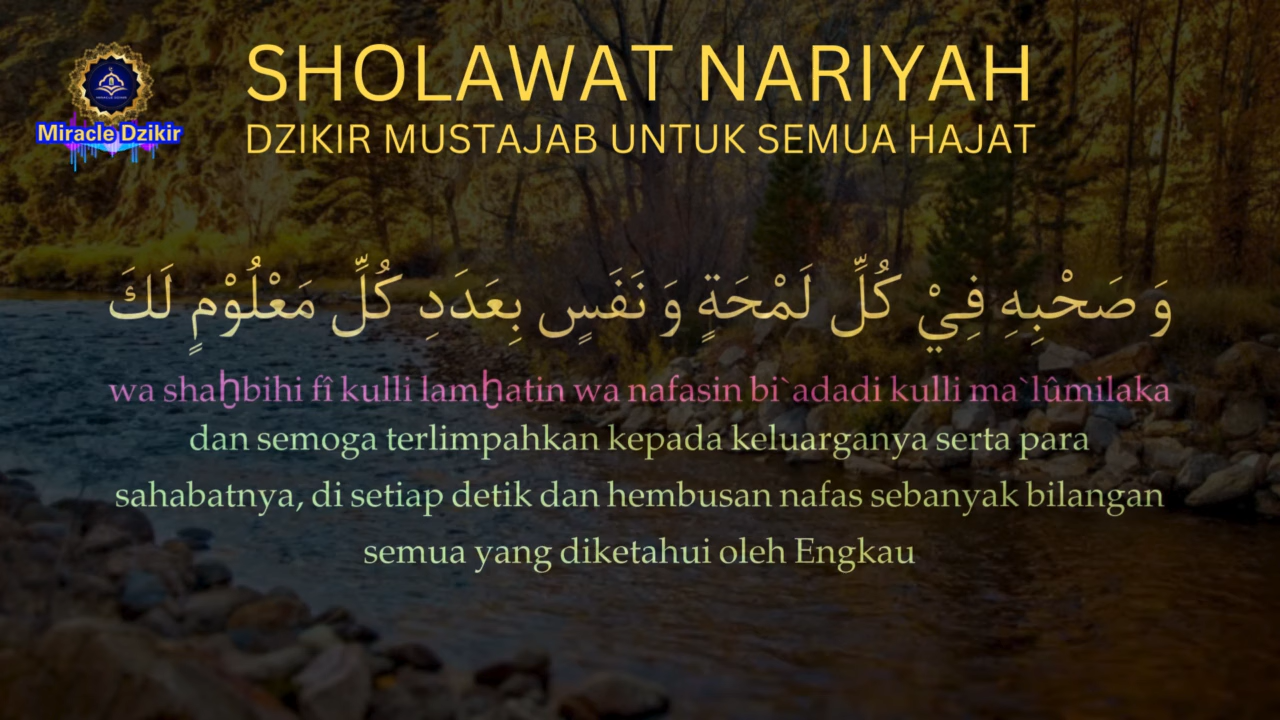 SHOLAWAT NARIYAH
DZIKIR MUSTAJAB UNTUK SEMUA HAJAT
Miracle Dzikir
وَ صَحْبِهِ فِيْ كُلِّ لَمْحَةٍ وَ نَفَسٍ بِعَدَدِ كُلِّ مَعْلُوْمٍ لَكَ
wa shaḫbihi fî kulli lamḫatin wa nafasin bi`adadi kulli ma`lûmilaka
dan semoga terlimpahkan kepada keluarganya serta para
sahabatnya, di setiap detik dan hembusan nafas sebanyak bilangan
semua yang diketahui oleh Engkau